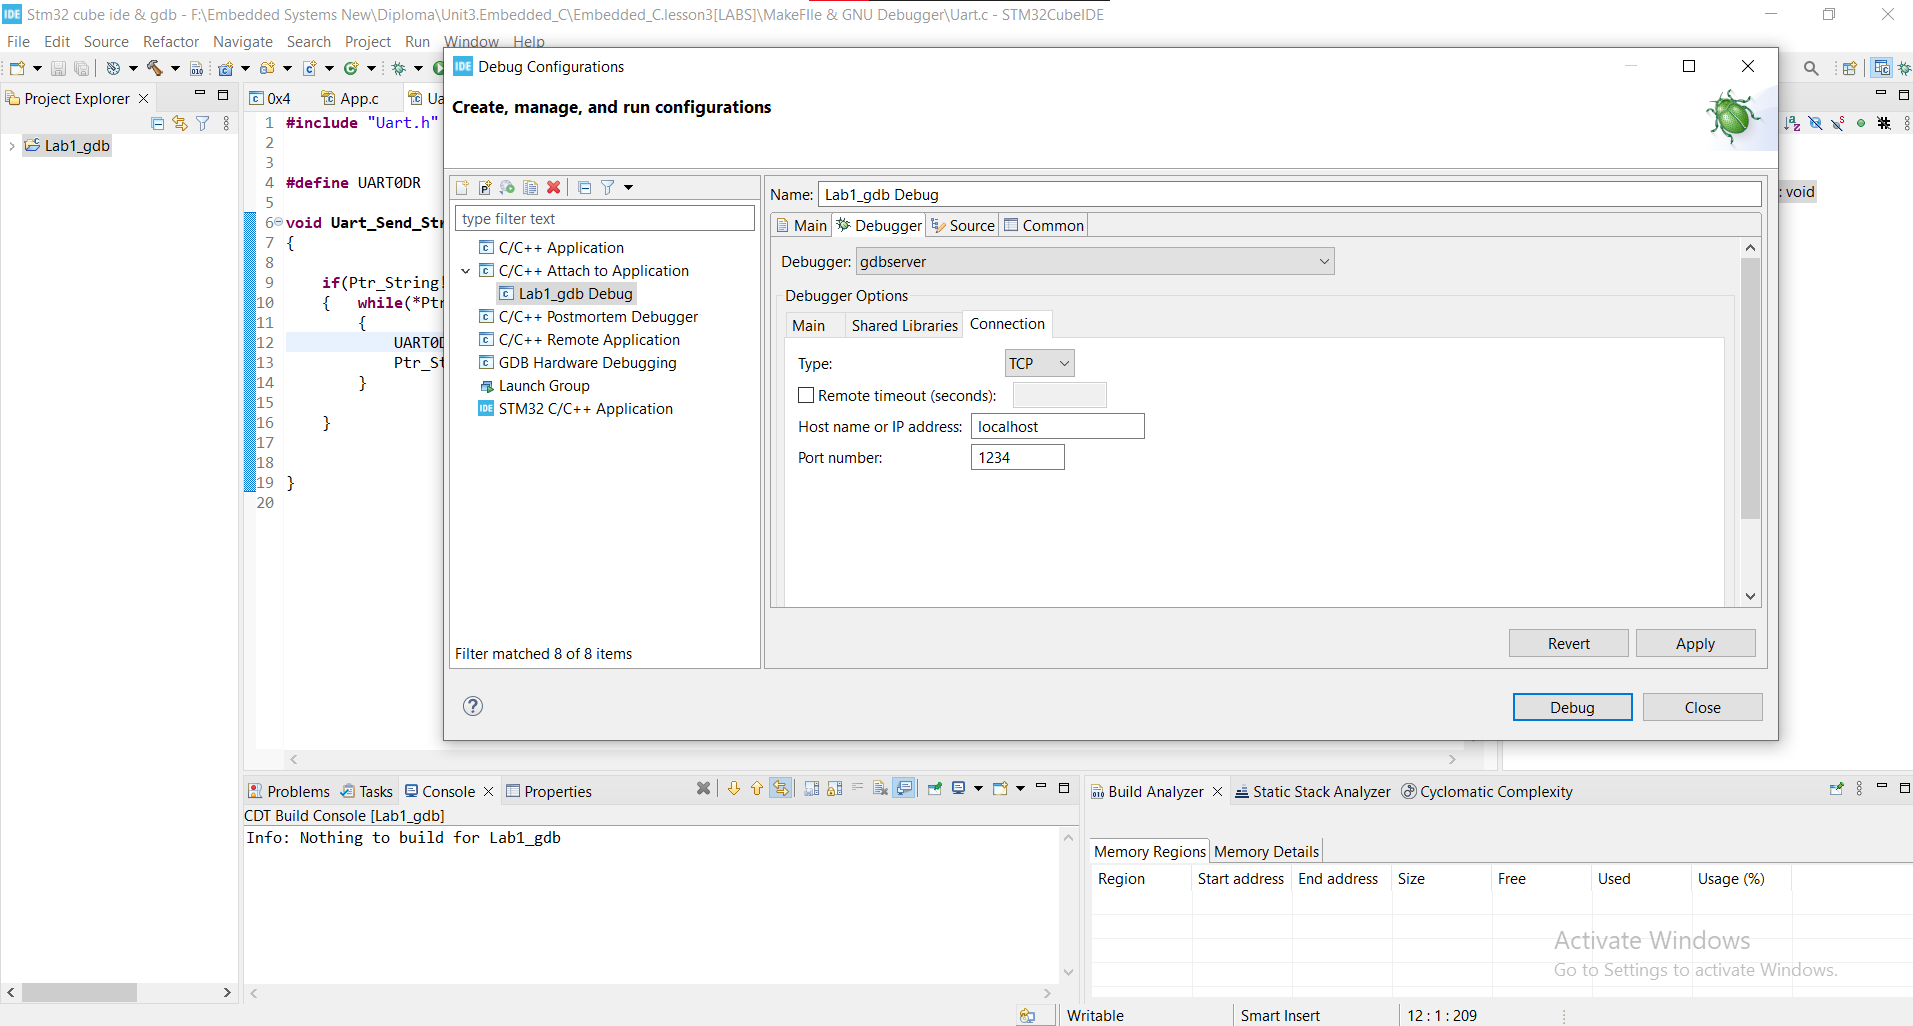 IDE Stm32 cube ide & gdb - F:\Embedded Systems New\Diploma\Unit3.Embedded_C\Embedded_C.lesson3[LABS]\MakeFIle & GNU Debugger\Uart.c - STM32CubeIDE
File Edit Source Refactor Navigate Search Project Run Window Help
Project Explorer
Lab1_gdb
0x4 App.c Ua
1 #include "Uart.h"
2
3
4 #define UART0DR
5
6 void Uart_Send_Str
7 {
8
9 if(Ptr_String!
10 { while(*Ptr
11 {
12 UART0D
13 Ptr_St
14 }
15
16 }
17
18
19 }
20
: void
IDE Debug Configurations
Create, manage, and run configurations
type filter text
C/C++ Application
C/C++ Attach to Application
Lab1_gdb Debug
C/C++ Postmortem Debugger
C/C++ Remote Application
GDB Hardware Debugging
Launch Group
IDE STM32 C/C++ Application
Filter matched 8 of 8 items
Name: Lab1_gdb Debug
Main Debugger Source Common
Debugger: gdbserver
Debugger Options
Main Shared Libraries Connection
Type: TCP
Remote timeout (seconds):
Host name or IP address: localhost
Port number: 1234
Revert Apply
Debug Close
Problems Tasks Console Properties
CDT Build Console [Lab1_gdb]
Info: Nothing to build for Lab1_gdb
Build Analyzer Static Stack Analyzer Cyclomatic Complexity
Memory Regions Memory Details
Region Start address End address Size Free Used Usage (%)
Activate Windows
Go to Settings to activate Windows.
Writable Smart Insert 12 : 1 : 209